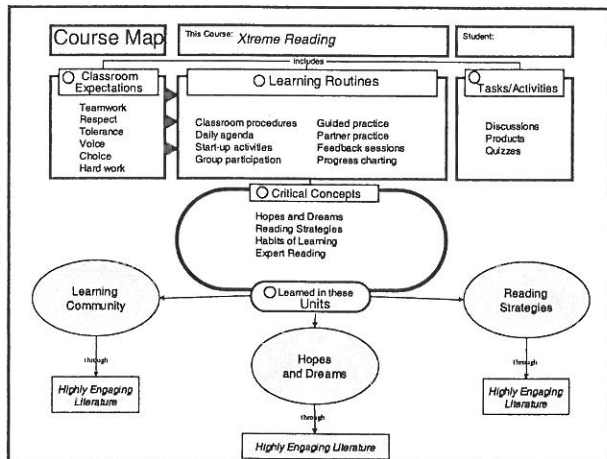 Course Map
This Course: Xtreme Reading
Student:
Includes
Classroom
Expectations
Teamwork
Respect
Tolerance
Voice
Choice
Hard work
Learning Routines
Classroom procedures
Daily agenda
Start-up activities
Group participation
Guided practice
Partner practice
Feedback sessions
Progress charting
Tasks/Activities
Discussions
Products
Quizzes
Critical Concepts
Hopes and Dreams
Reading Strategies
Habits of Learning
Expert Reading
Learned in these
Units
Learning
Community
through
Highly Engaging
Literature
Hopes
and Dreams
through
Highly Engaging Literature
Reading
Strategies
through
Highly Engaging
Literature